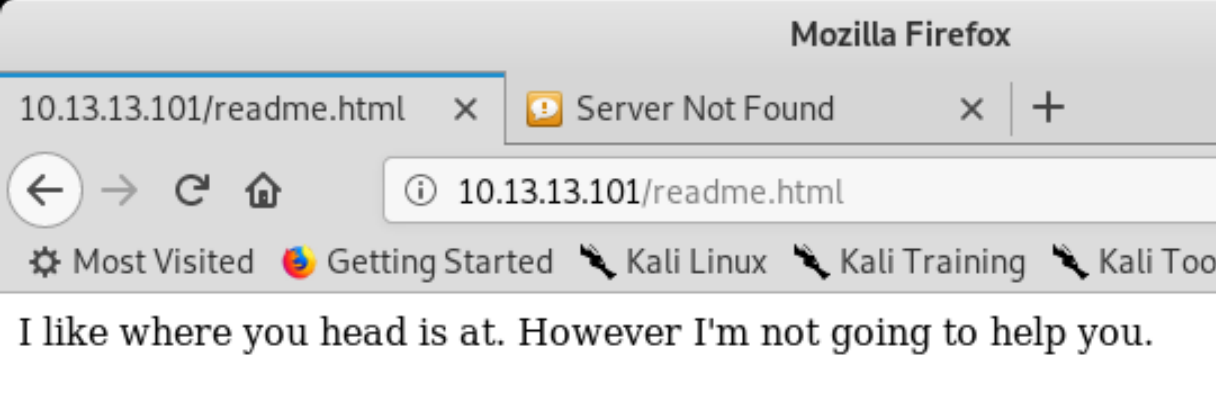 Mozilla Firefox
10.13.13.101/readme.html
Server Not Found
10.13.13.101/readme.html
Most Visited Getting Started Kali Linux Kali Training Kali Too
I like where you head is at. However I'm not going to help you.